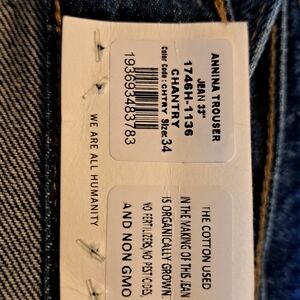 ANNINA TROUSER
JEAN 33"
1746H-1136
CHANTRY
Color Code: CHTRY Size: 34
193693483783
THE COTTON USED
IN THE MAKING OF THIS JEAN
IS ORGANICALLY GROWN.
NO FERTILIZERS, NO PESTICIDES,
AND NON GMO
WE ARE ALL HUMANITY